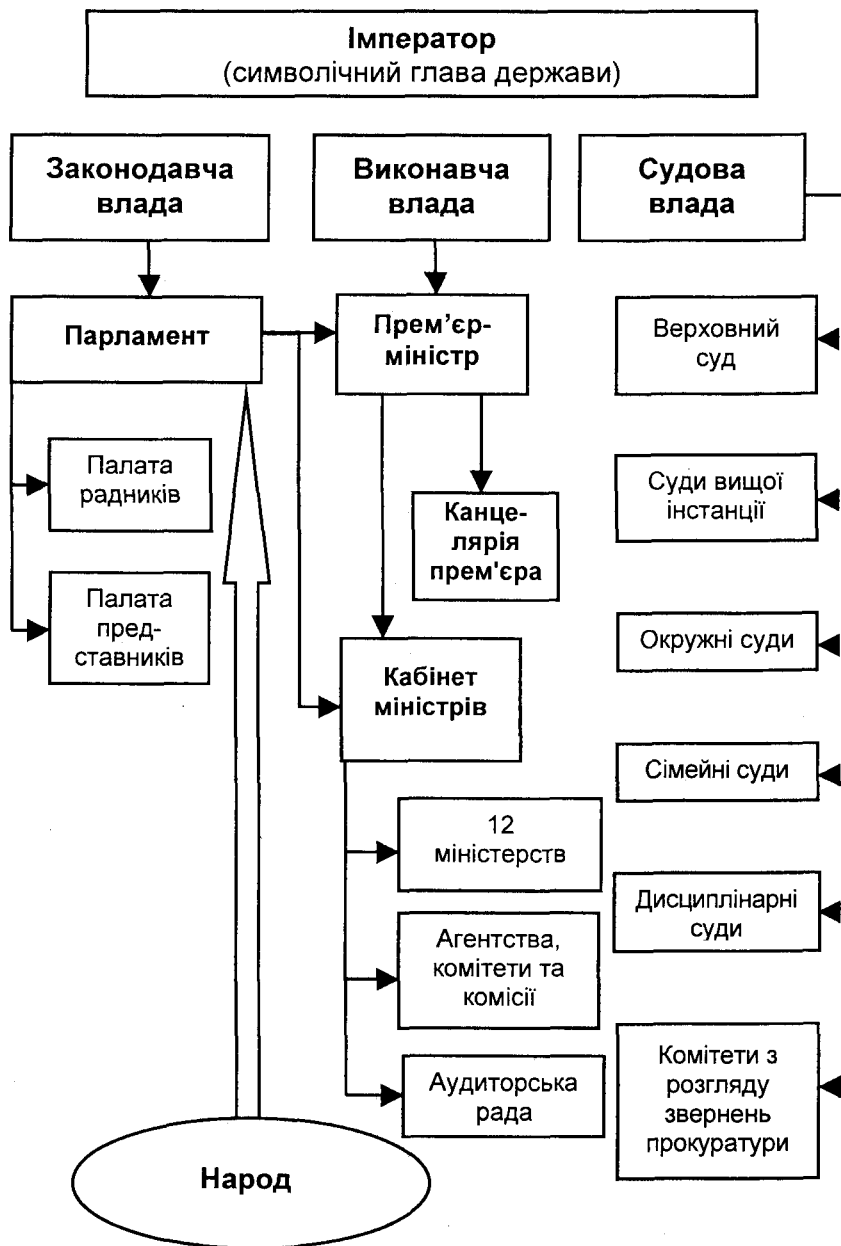 Імператор
(символічний глава держави)
Законодавча
влада
Виконавча
влада
Судова
влада
Парламент
Прем’єр-
міністр
Верховний
суд
Палата
радників
Канце-
лярія
прем'єра
Суди вищої
інстанції
Палата
пред-
ставників
Кабінет
міністрів
Окружні суди
Сімейні суди
12
міністерств
Дисциплінарні
суди
Агентства,
комітети та
комісії
Аудиторська
рада
Комітети з
розгляду
звернень
прокуратури
Народ